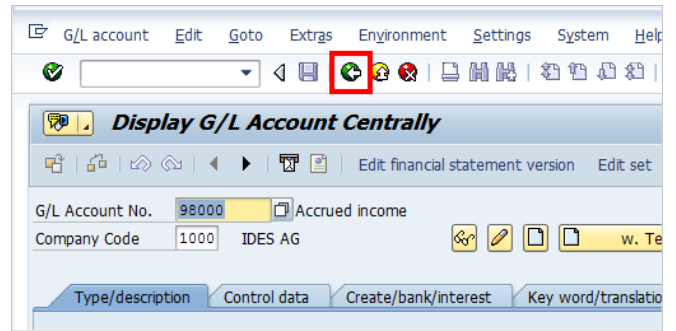 G/L account Edit Goto Extras Environment Settings System Help
Display G/L Account Centrally
Edit financial statement version Edit set
G/L Account No. 98000 Accrued income
Company Code 1000 IDES AG w. Te
Type/description Control data Create/bank/interest Key word/translatio